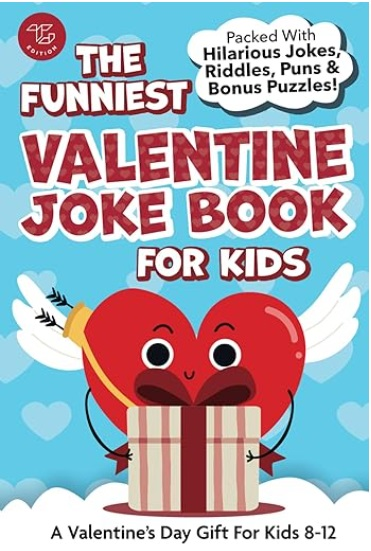 EDITION
Packed With
Hilarious Jokes,
Riddles, Puns &
Bonus Puzzles!
THE
FUNNIEST
VALENTINE
JOKE BOOK
FOR KIDS
A Valentine's Day Gift For Kids 8-12